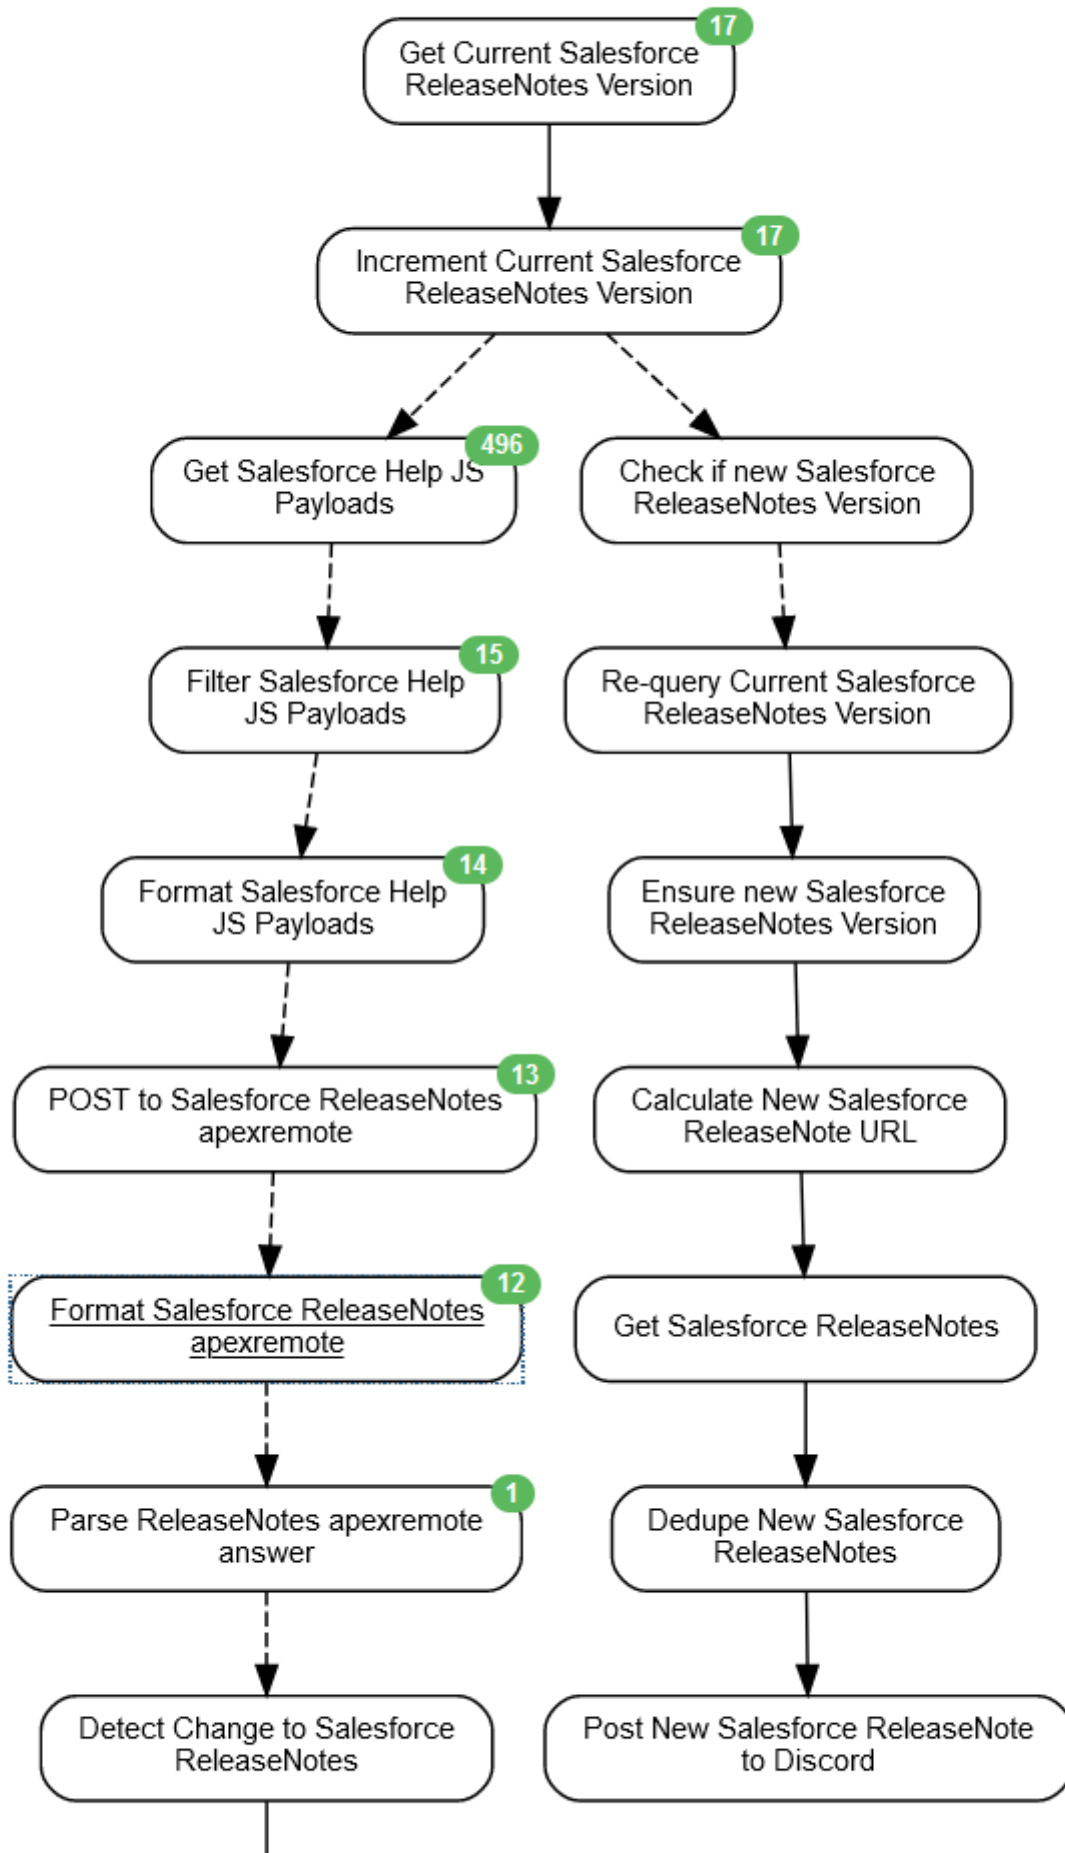 17
Get Current Salesforce
ReleaseNotes Version
17
Increment Current Salesforce
ReleaseNotes Version
496
Get Salesforce Help JS
Payloads
Check if new Salesforce
ReleaseNotes Version
15
Filter Salesforce Help
JS Payloads
Re-query Current Salesforce
ReleaseNotes Version
14
Format Salesforce Help
JS Payloads
Ensure new Salesforce
ReleaseNotes Version
13
POST to Salesforce ReleaseNotes
apexremote
Calculate New Salesforce
ReleaseNote URL
12
Format Salesforce ReleaseNotes
apexremote
Get Salesforce ReleaseNotes
1
Parse ReleaseNotes apexremote
answer
Dedupe New Salesforce
ReleaseNotes
Detect Change to Salesforce
ReleaseNotes
Post New Salesforce ReleaseNote
to Discord